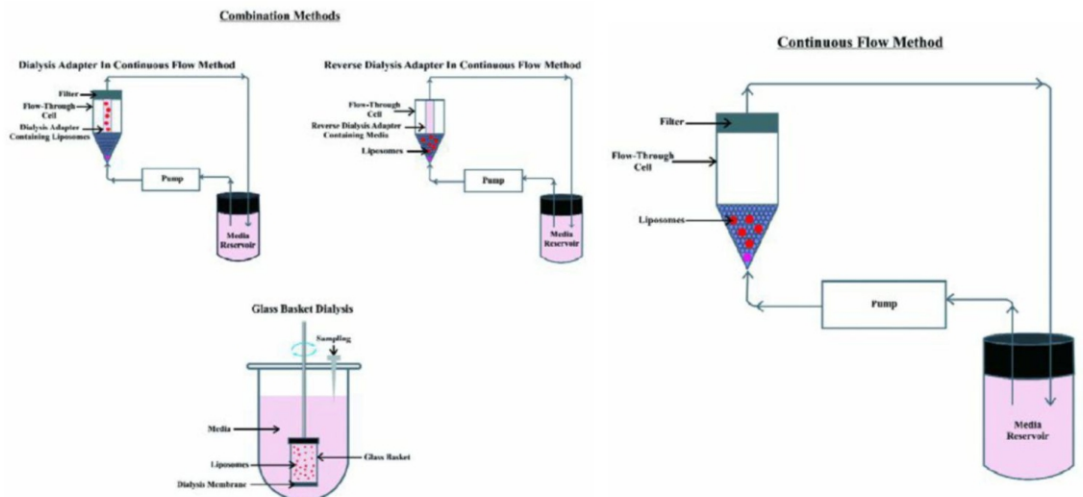 Combination Methods
Dialysis Adapter In Continuous Flow Method
Filter
Flow-Through
Cell
Dialysis Adapter
Containing Liposomes
Pump
Media
Reservoir
Reverse Dialysis Adapter In Continuous Flow Method
Flow-Through
Cell
Reverse Dialysis Adapter
Containing Media
Liposomes
Pump
Media
Reservoir
Glass Basket Dialysis
Sampling
Media
Liposomes
Glass Basket
Dialysis Membrane
Continuous Flow Method
Filter
Flow-Through
Cell
Liposomes
Pump
Media
Reservoir